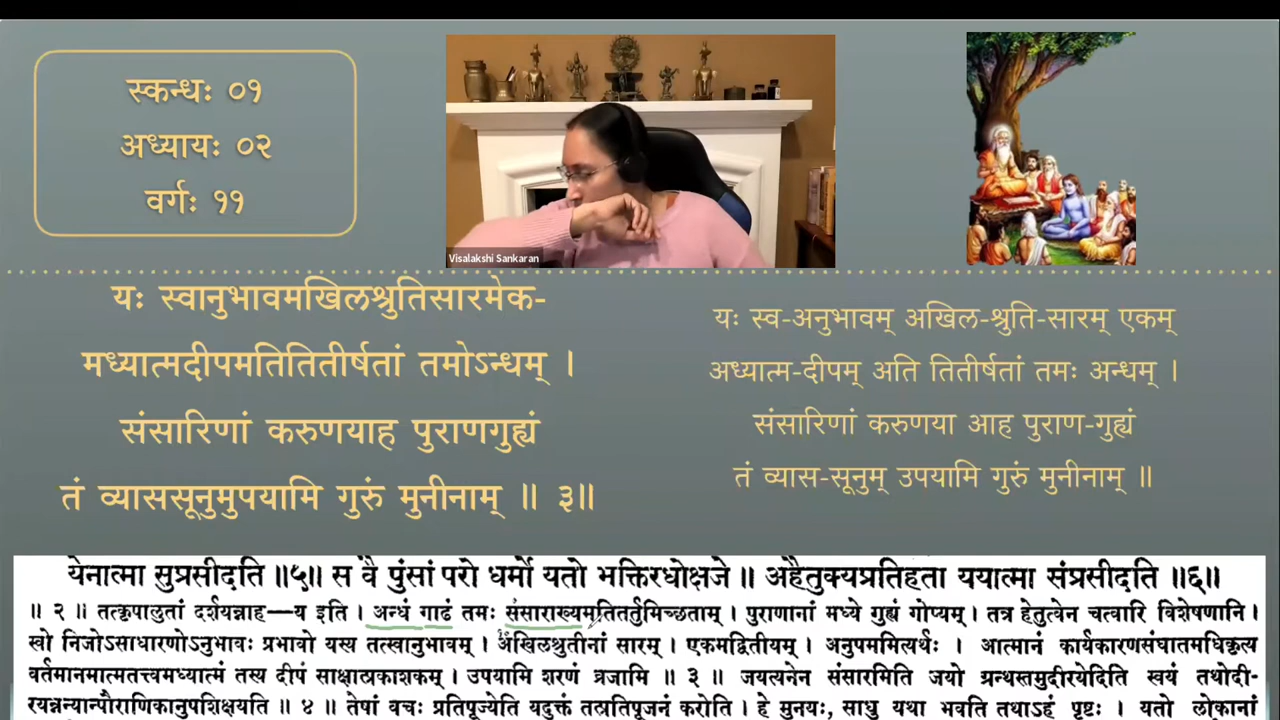 स्कन्धः ०१
अध्यायः ०२
वर्गः ११
Visalakshi Sankaran
यः स्वानुभावमखिलश्रुतिसारमेक-
मध्यात्मदीपमतितितीर्षतां तमोऽन्धम् ।
संसारिणां करुणयाह पुराणगुह्यं
तं व्याससूनुमुपयामि गुरुं मुनीनाम् ॥ ३॥
यः स्व-अनुभावम् अखिल-श्रुति-सारम् एकम्
अध्यात्म-दीपम् अति तितीर्षतां तमः अन्धम् ।
संसारिणां करुणया आह पुराण-गुह्यं
तं व्यास-सूनुम् उपयामि गुरुं मुनीनाम् ॥
येनात्मा सुप्रसीदति ॥५॥ स वै पुंसां परो धर्मो यतो भक्तिरधोक्षजे ॥ अहैतुक्यप्रतिहता ययात्मा संप्रसीदति ॥६॥
॥ २ ॥ तत्कृपालुतां दर्शयन्नाह—य इति । अन्धं गाढं तमः संसाराख्यमतितर्तुमिच्छताम् । पुराणानां मध्ये गुह्यं गोप्यम् । तत्र हेतुत्वेन चत्वारि विशेषणानि ।
स्वो निजोऽसाधारणोऽनुभावः प्रभावो यस्य तत्स्वानुभावम् । अखिलश्रुतीनां सारम् । एकमद्वितीयम् । अनुपममित्यर्थः । आत्मानं कार्यकारणसंघातमधिकृत्य
वर्तमानमात्मतत्त्वमध्यात्मं तस्य दीपं साक्षात्प्रकाशकम् । उपयामि शरणं व्रजामि ॥ ३ ॥ जयत्यनेन संसारमिति जयो ग्रन्थस्तमुदीरयेदिति स्वयं तथोदी-
रयन्नन्यान्पौराणिकानुपशिक्षयति ॥ ४ ॥ तेषां वचः प्रतिपूज्येति यदुक्तं तत्प्रतिपूजनं करोति । हे मुनयः, साधु यथा भवति तथाऽहं पृष्टः । यतो लोकानां